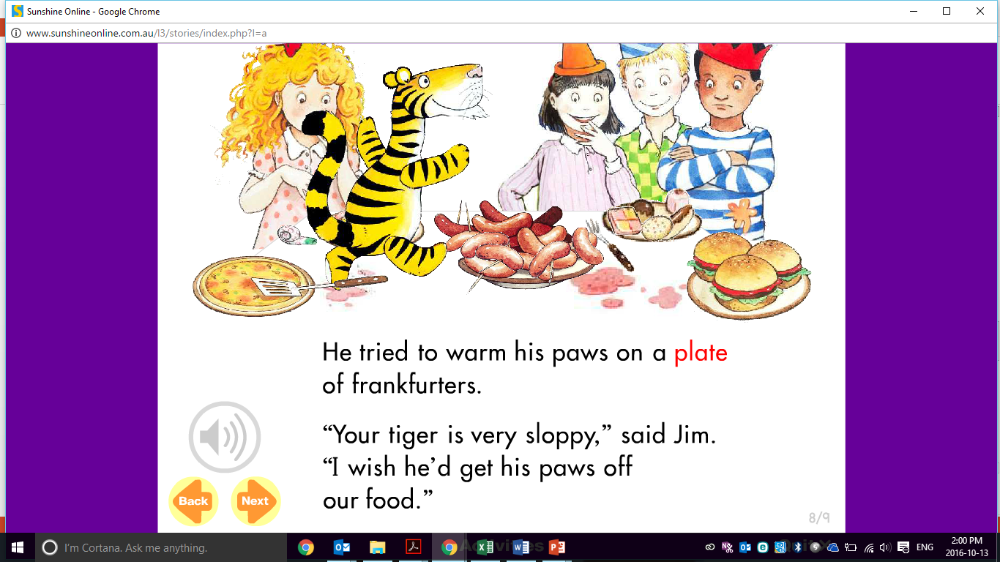 Sunshine Online - Google Chrome
www.sunshineonline.com.au/l3/stories/index.php?l=a
He tried to warm his paws on a plate
of frankfurters.
“Your tiger is very sloppy,” said Jim.
“I wish he’d get his paws off
our food.”
Back Next
8/9
I'm Cortana. Ask me anything.
ENG
2:00 PM
2016-10-13